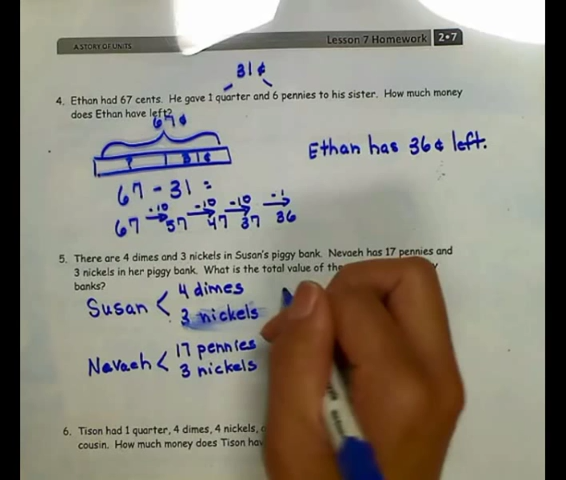 A STORY OF UNITS
Lesson 7 Homework 2•7
31¢
4. Ethan had 67 cents. He gave 1 quarter and 6 pennies to his sister. How much money
does Ethan have left?
67¢
? 31¢
Ethan has 36¢ left.
67 - 31 =
-10 -10 -10 -1
67 → 57 → 47 → 37 → 36
5. There are 4 dimes and 3 nickels in Susan's piggy bank. Nevaeh has 17 pennies and
3 nickels in her piggy bank. What is the total value of the
banks?
Susan < 4 dimes
3 nickels
Nevaeh < 17 pennies
3 nickels
6. Tison had 1 quarter, 4 dimes, 4 nickels,
cousin. How much money does Tison